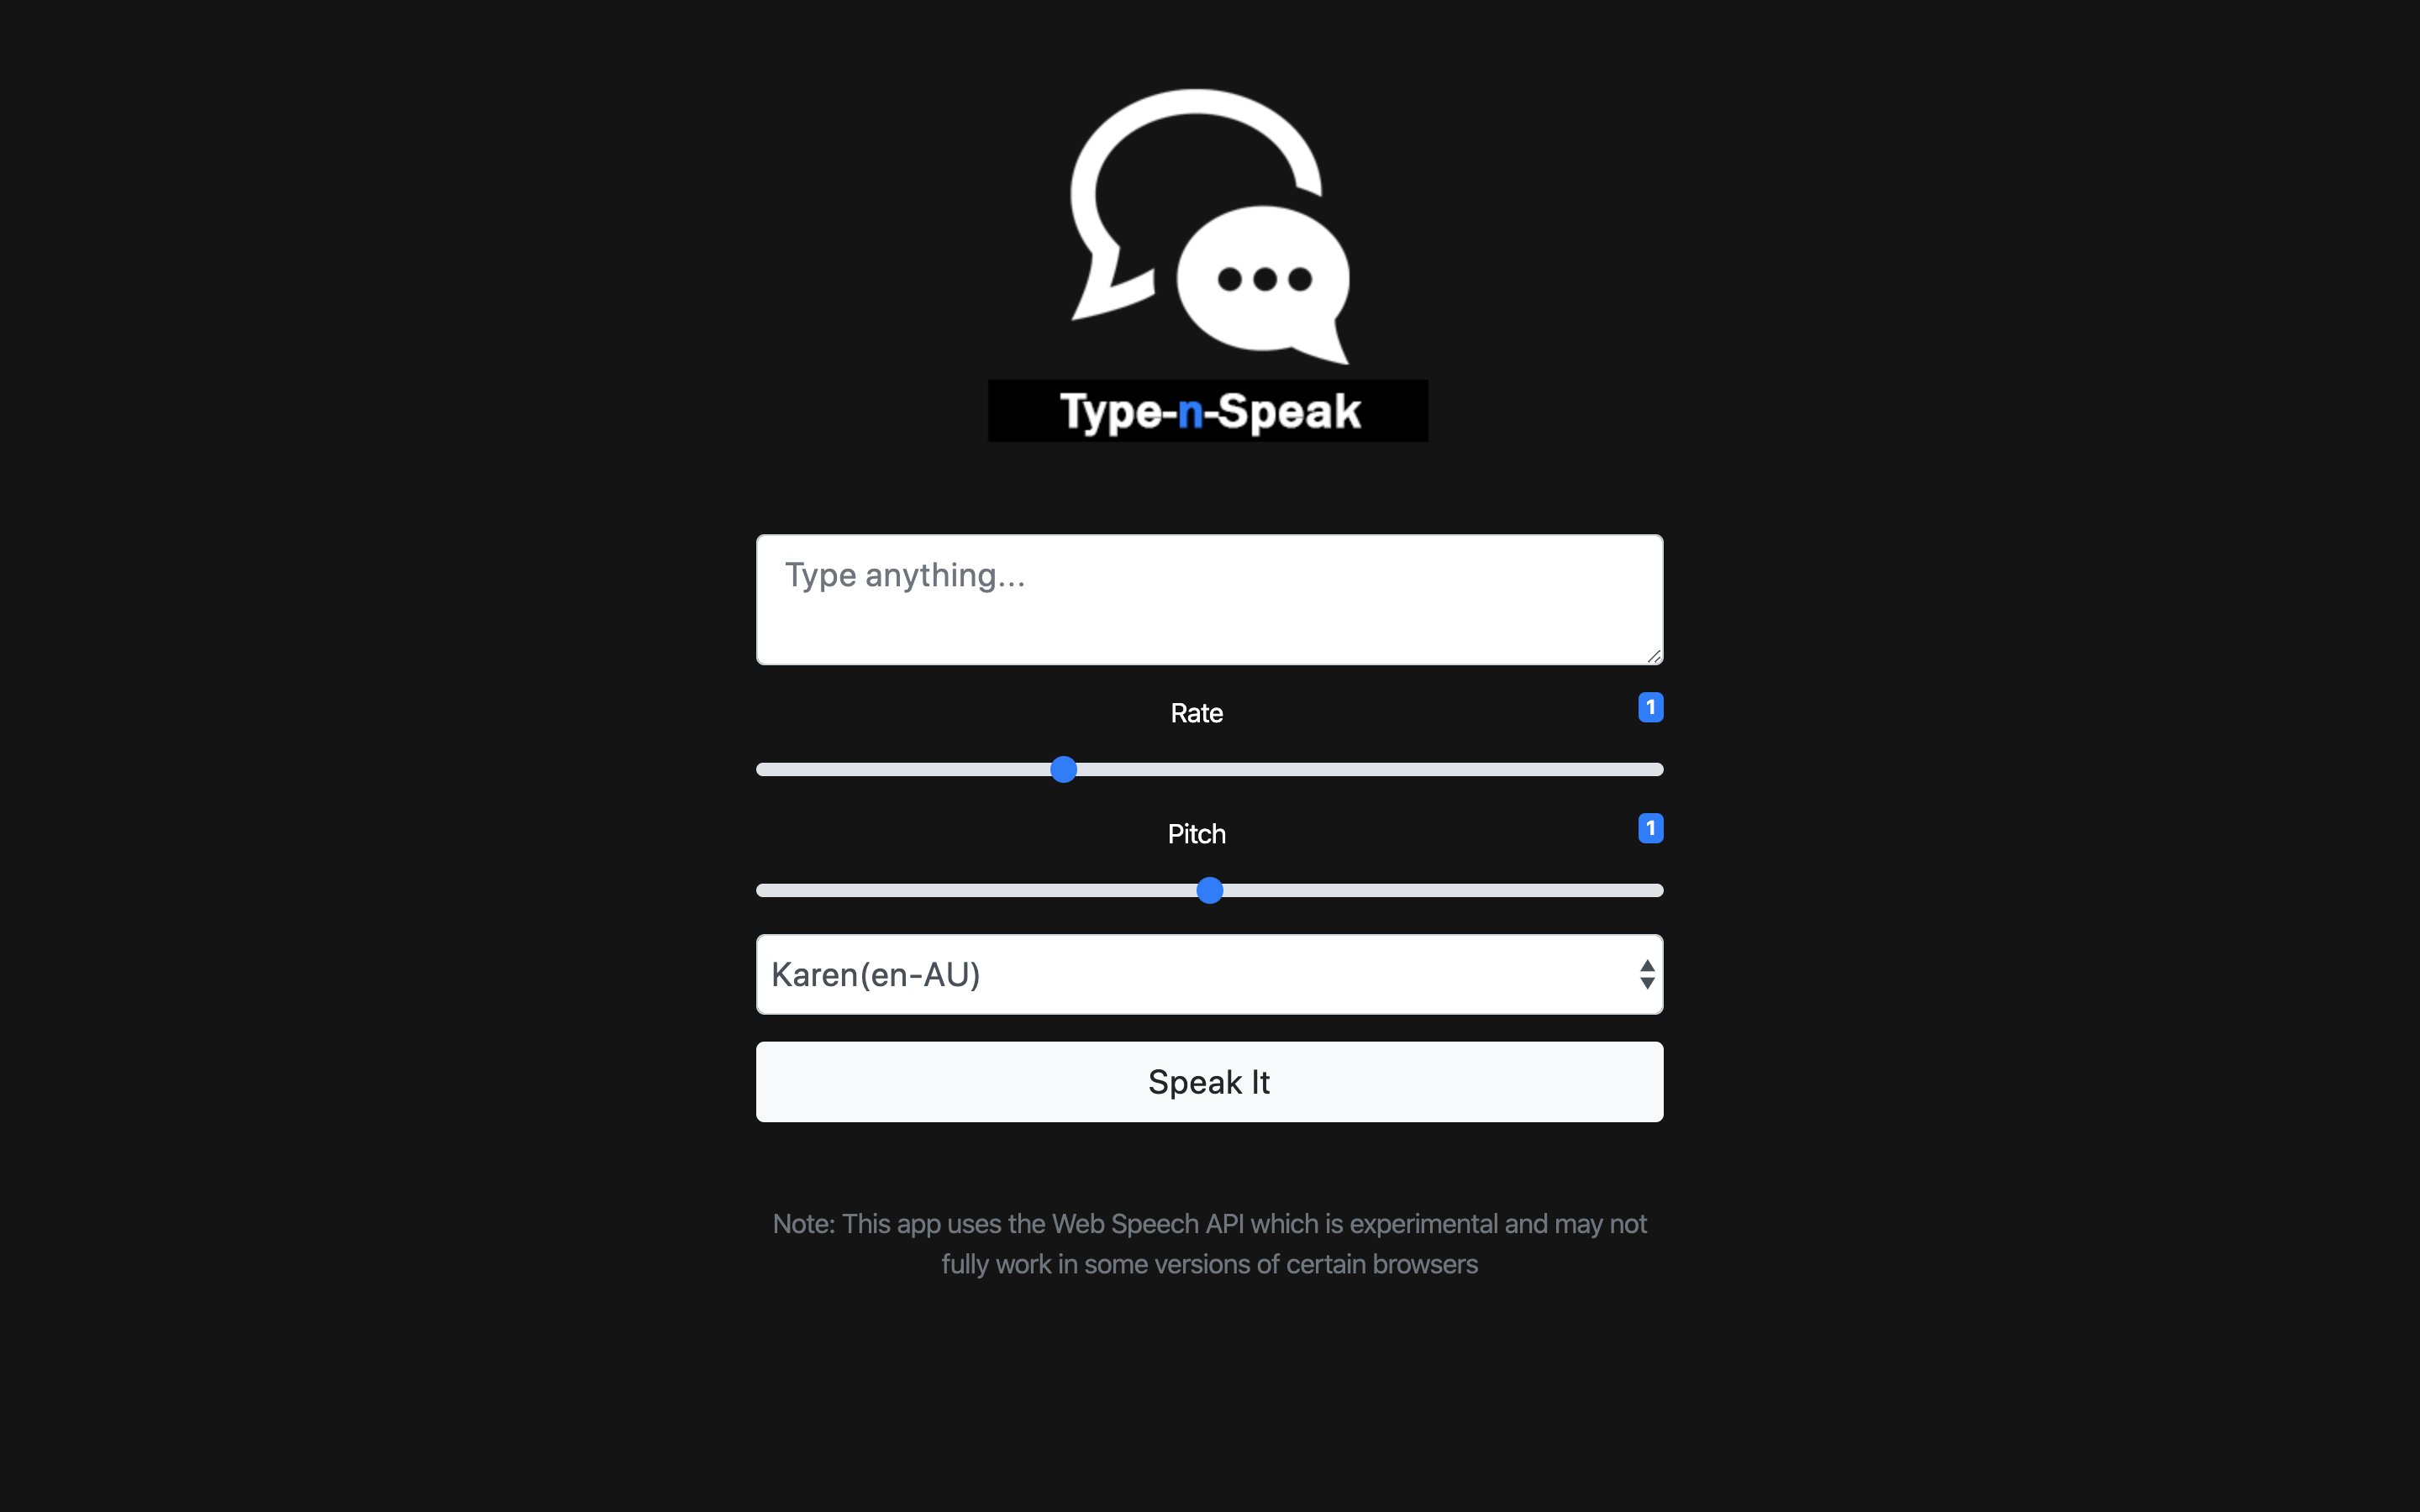 Type-n-Speak
Type anything...
Rate
1
Pitch
1
Karen(en-AU)
Speak It
Note: This app uses the Web Speech API which is experimental and may not
fully work in some versions of certain browsers